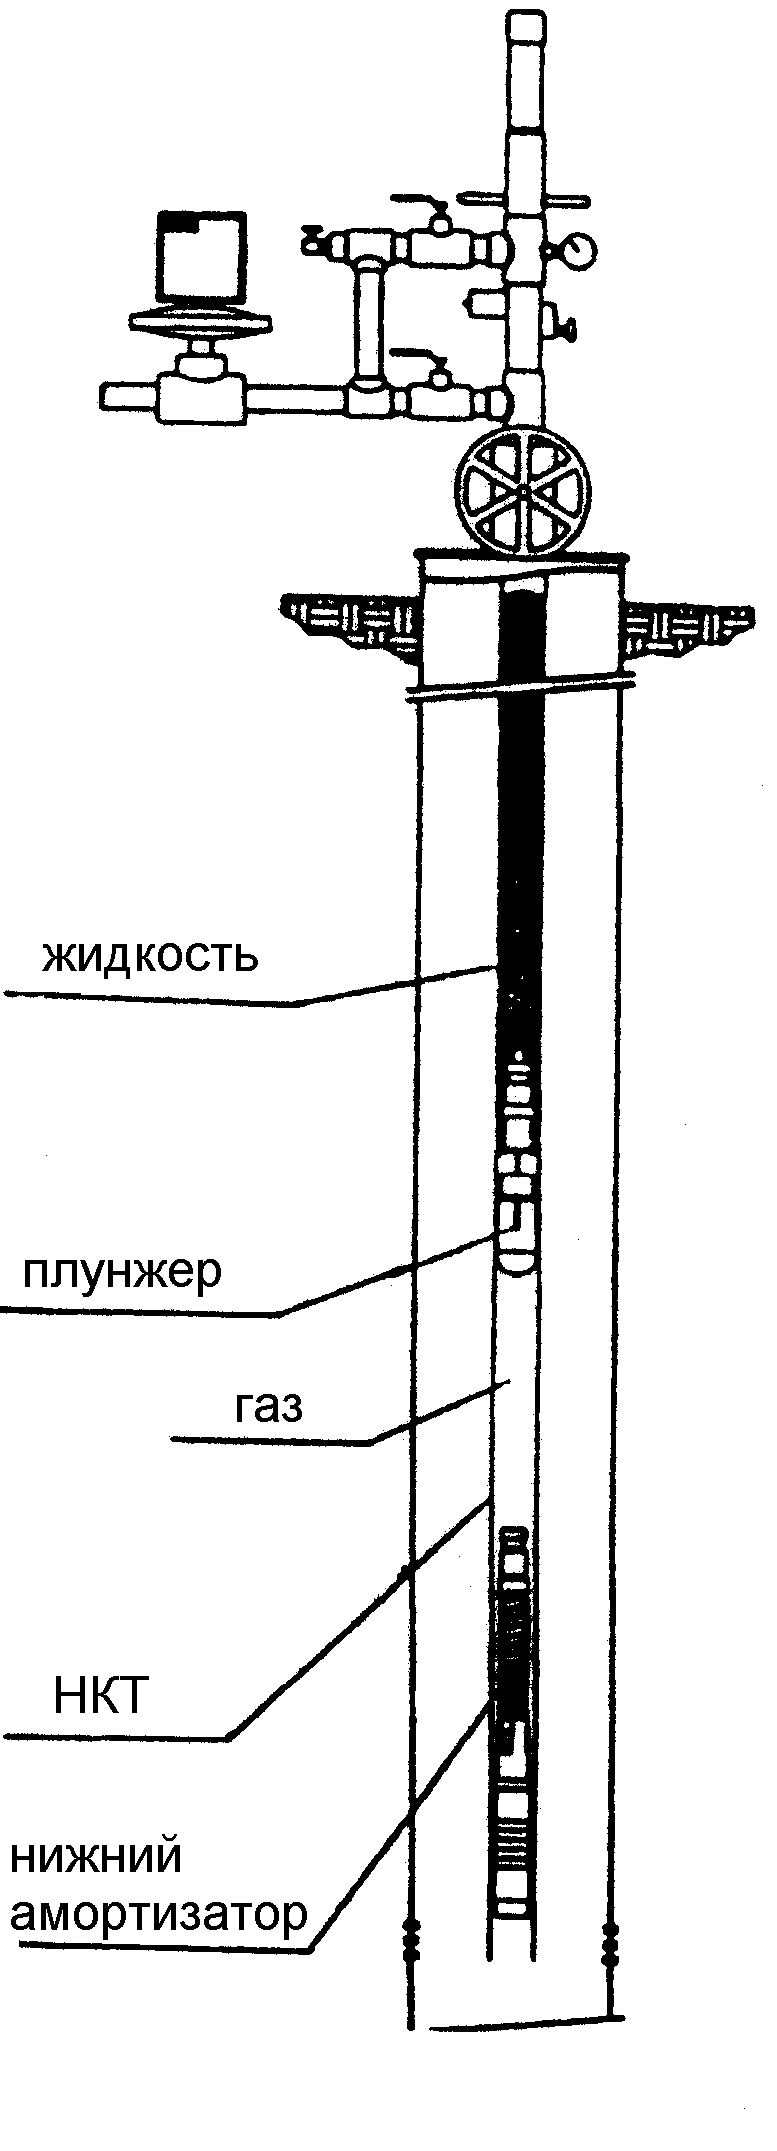 жидкость
плунжер
газ
НКТ
нижний
амортизатор